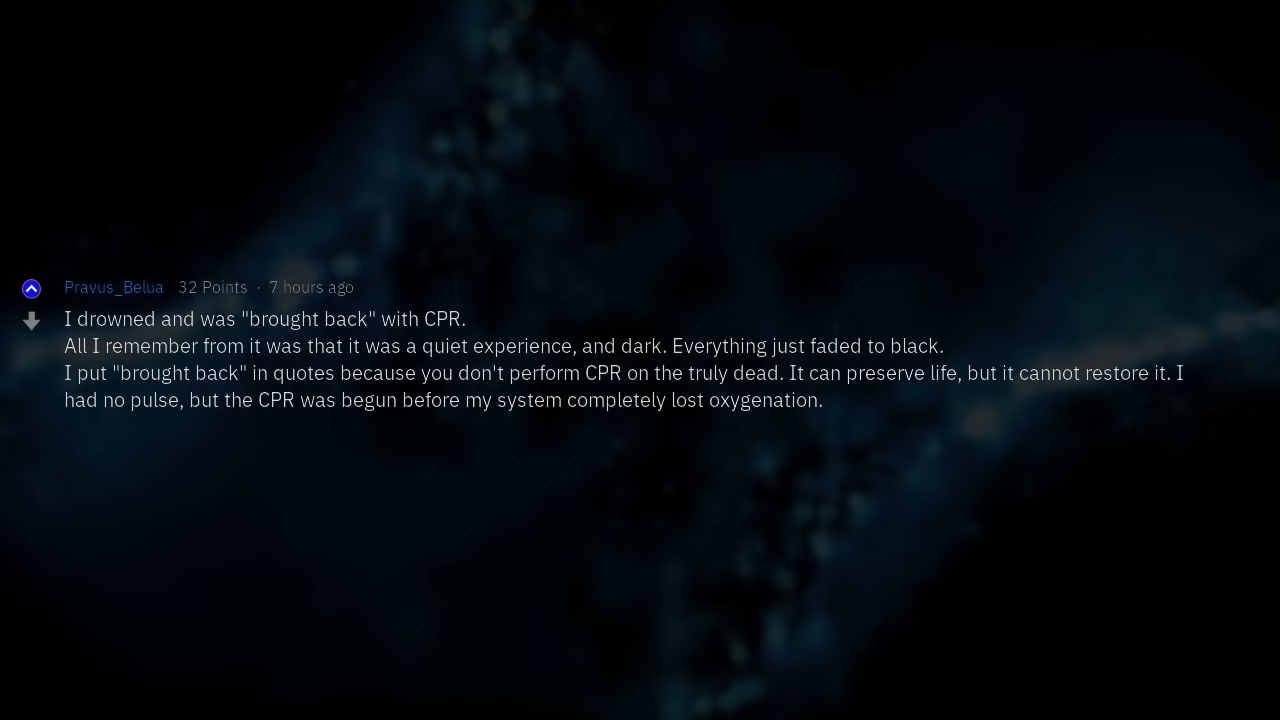 Pravus_Belua 32 Points · 7 hours ago
I drowned and was "brought back" with CPR.
All I remember from it was that it was a quiet experience, and dark. Everything just faded to black.
I put "brought back" in quotes because you don't perform CPR on the truly dead. It can preserve life, but it cannot restore it. I
had no pulse, but the CPR was begun before my system completely lost oxygenation.